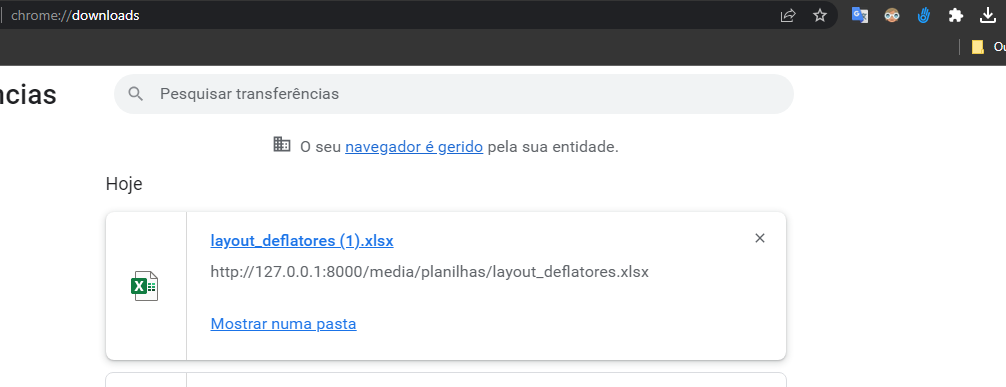 chrome://downloads
Ou
ncias
Pesquisar transferências
O seu navegador é gerido pela sua entidade.
Hoje
layout_deflatores (1).xlsx
http://127.0.0.1:8000/media/planilhas/layout_deflatores.xlsx
Mostrar numa pasta